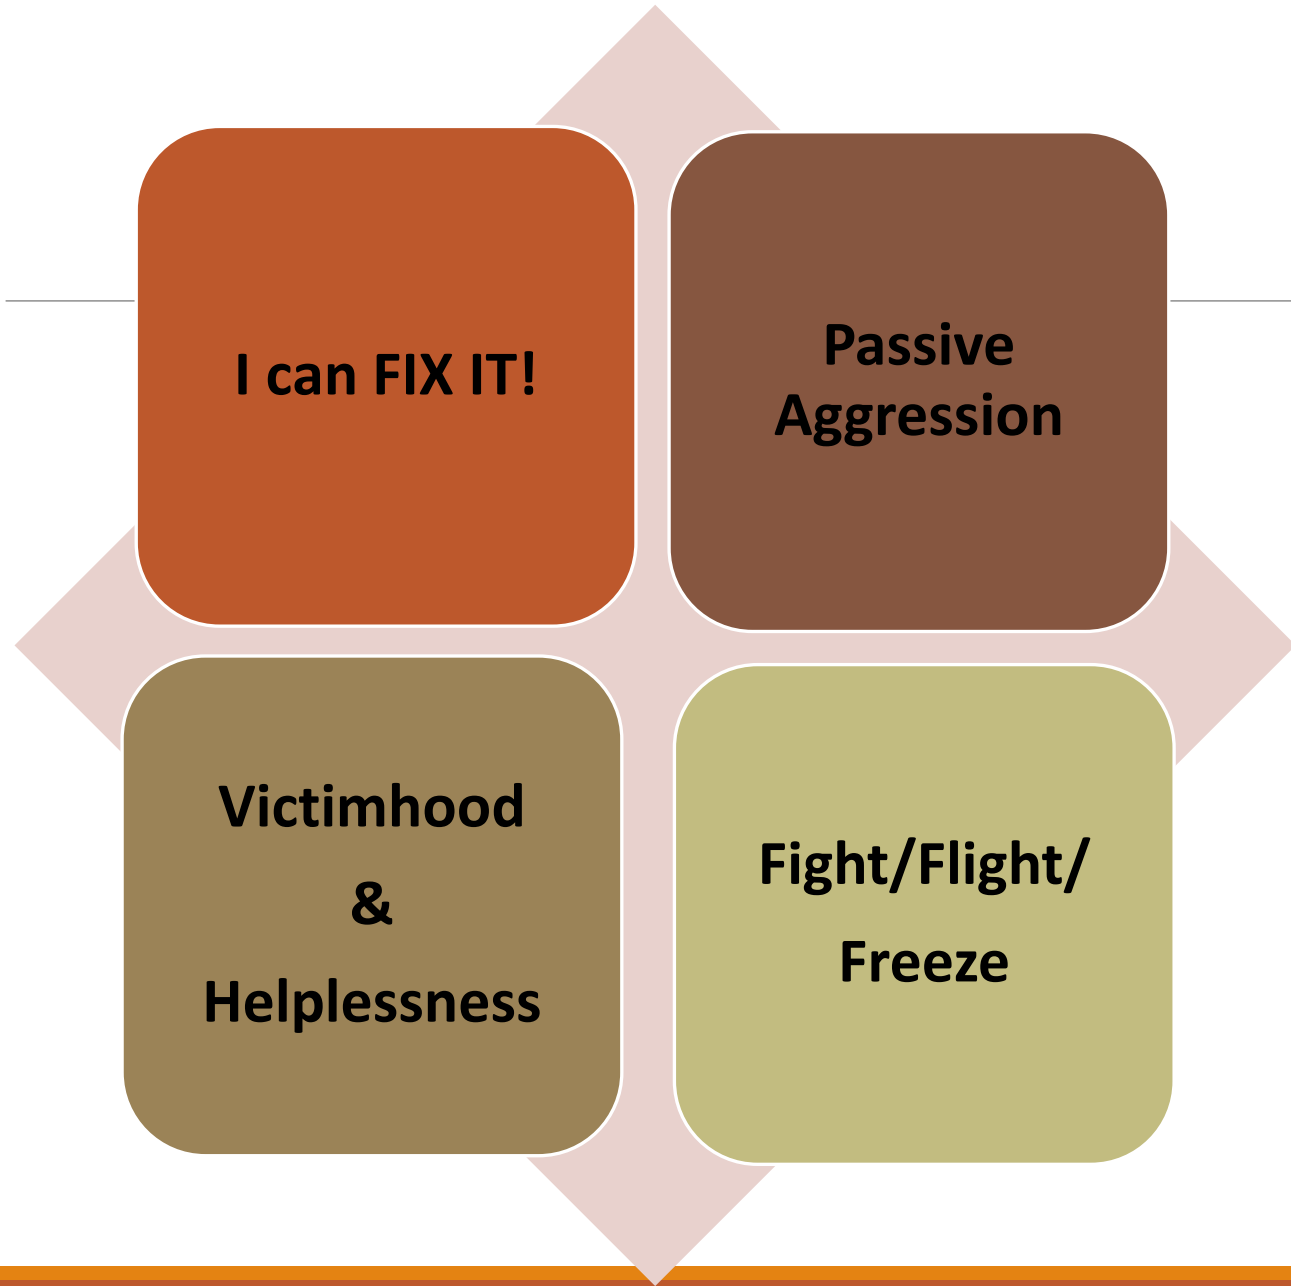 I can FIX IT!
Passive
Aggression
Victimhood
&
Helplessness
Fight/Flight/
Freeze